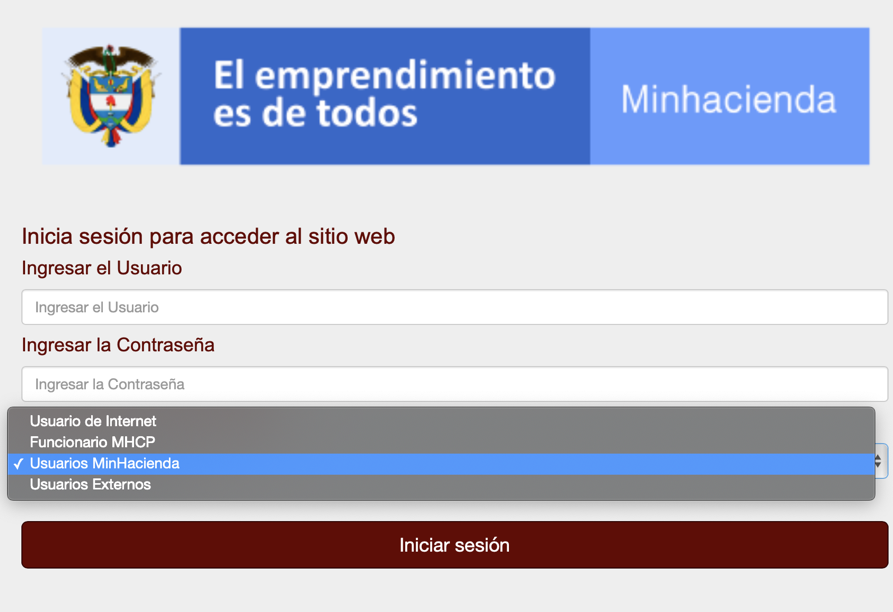 El emprendimiento
es de todos
Minhacienda
Inicia sesión para acceder al sitio web
Ingresar el Usuario
Ingresar el Usuario
Ingresar la Contraseña
Ingresar la Contraseña
Usuario de Internet
Funcionario MHCP
✓ Usuarios MinHacienda
Usuarios Externos
Iniciar sesión